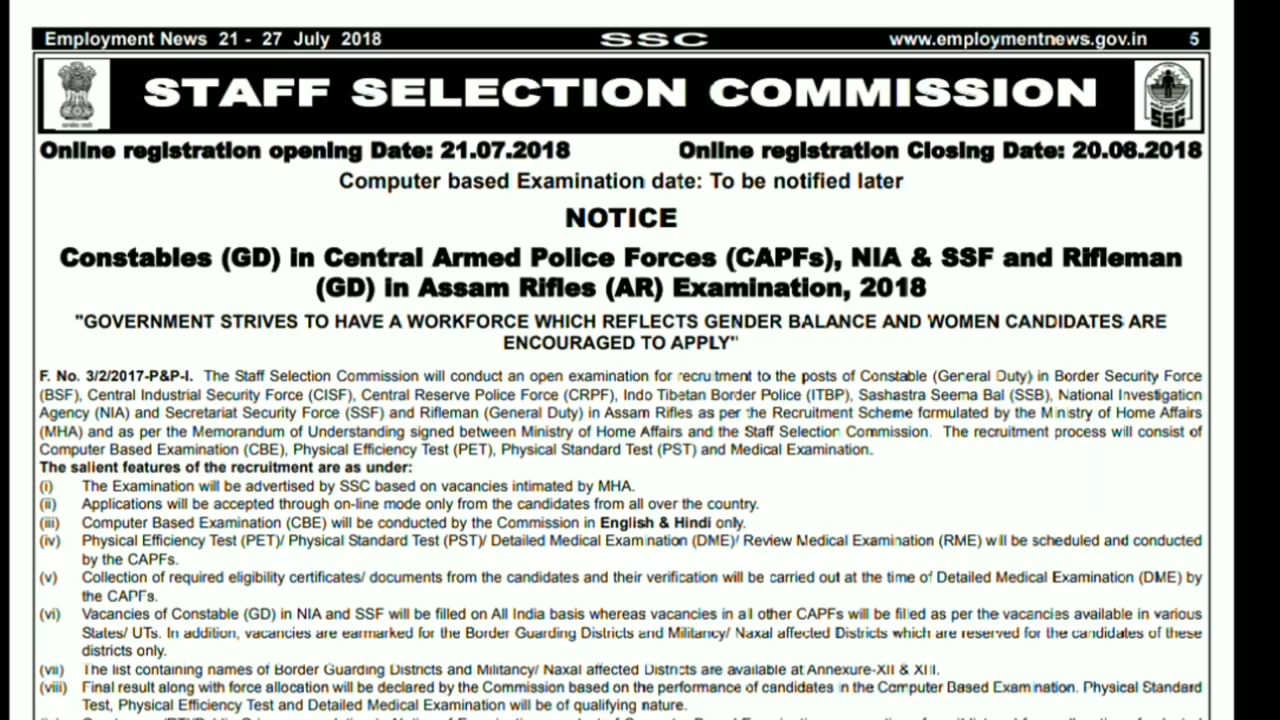 Employment News 21 - 27 July 2018 SSC www.employmentnews.gov.in 5
STAFF SELECTION COMMISSION
SSC
Online registration opening Date: 21.07.2018 Online registration Closing Date: 20.08.2018
Computer based Examination date: To be notified later
NOTICE
Constables (GD) in Central Armed Police Forces (CAPFs), NIA & SSF and Rifleman
(GD) in Assam Rifles (AR) Examination, 2018
"GOVERNMENT STRIVES TO HAVE A WORKFORCE WHICH REFLECTS GENDER BALANCE AND WOMEN CANDIDATES ARE
ENCOURAGED TO APPLY"
F. No. 3/2/2017-P&P-I. The Staff Selection Commission will conduct an open examination for recruitment to the posts of Constable (General Duty) in Border Security Force
(BSF), Central Industrial Security Force (CISF), Central Reserve Police Force (CRPF), Indo Tibetan Border Police (ITBP), Sashastra Seema Bal (SSB), National Investigation
Agency (NIA) and Secretariat Security Force (SSF) and Rifleman (General Duty) in Assam Rifles as per the Recruitment Scheme formulated by the Ministry of Home Affairs
(MHA) and as per the Memorandum of Understanding signed between Ministry of Home Affairs and the Staff Selection Commission. The recruitment process will consist of
Computer Based Examination (CBE), Physical Efficiency Test (PET), Physical Standard Test (PST) and Medical Examination.
The salient features of the recruitment are as under:
(i) The Examination will be advertised by SSC based on vacancies intimated by MHA.
(ii) Applications will be accepted through on-line mode only from the candidates from all over the country.
(iii) Computer Based Examination (CBE) will be conducted by the Commission in English & Hindi only.
(iv) Physical Efficiency Test (PET)/ Physical Standard Test (PST)/ Detailed Medical Examination (DME)/ Review Medical Examination (RME) will be scheduled and conducted
by the CAPFs.
(v) Collection of required eligibility certificates/ documents from the candidates and their verification will be carried out at the time of Detailed Medical Examination (DME) by
the CAPFs.
(vi) Vacancies of Constable (GD) in NIA and SSF will be filled on All India basis whereas vacancies in all other CAPFs will be filled as per the vacancies available in various
States/ UTs. In addition, vacancies are earmarked for the Border Guarding Districts and Militancy/ Naxal affected Districts which are reserved for the candidates of these
districts only.
(vii) The list containing names of Border Guarding Districts and Militancy/ Naxal affected Districts are available at Annexure-XII & XIII.
(viii) Final result along with force allocation will be declared by the Commission based on the performance of candidates in the Computer Based Examination. Physical Standard
Test, Physical Efficiency Test and Detailed Medical Examination will be of qualifying nature.